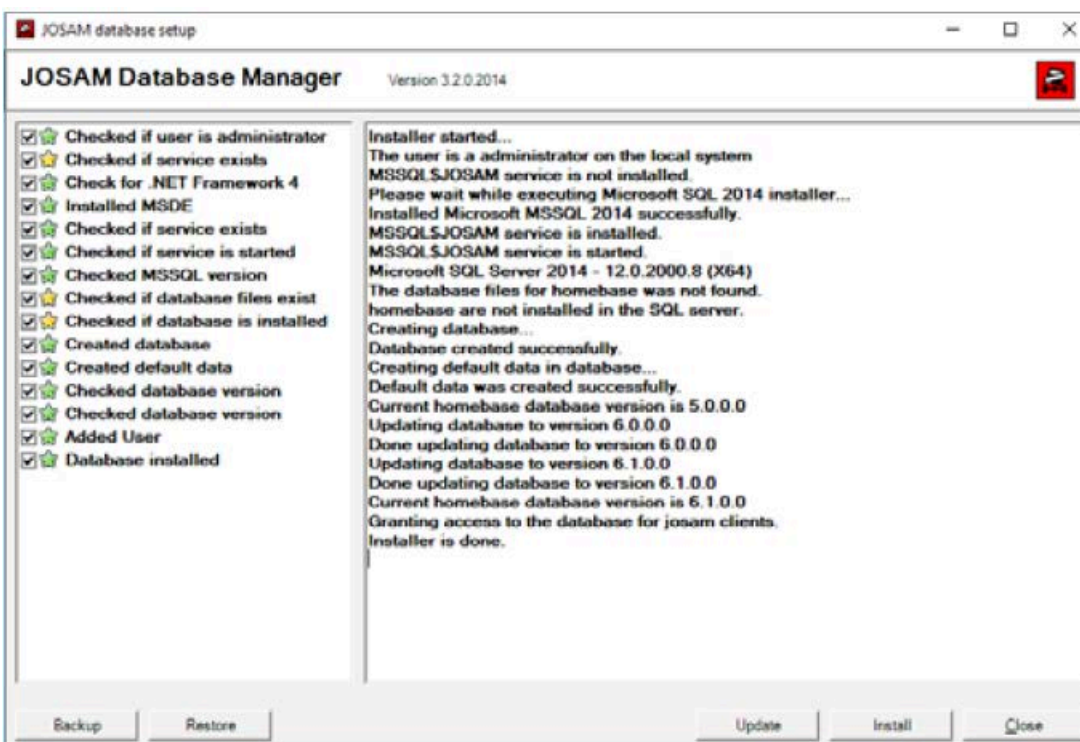 JOSAM database setup
JOSAM Database Manager Version 3.2.0.2014
Checked if user is administrator
Checked if service exists
Check for .NET Framework 4
Installed MSDE
Checked if service exists
Checked if service is started
Checked MSSQL version
Checked if database files exist
Checked if database is installed
Created database
Created default data
Checked database version
Checked database version
Added User
Database installed
Installer started...
The user is a administrator on the local system
MSSQL$JOSAM service is not installed.
Please wait while executing Microsoft SQL 2014 installer...
Installed Microsoft MSSQL 2014 successfully.
MSSQL$JOSAM service is installed.
MSSQL$JOSAM service is started.
Microsoft SQL Server 2014 - 12.0.2000.8 (X64)
The database files for homebase was not found.
homebase are not installed in the SQL server.
Creating database...
Database created successfully.
Creating default data in database...
Default data was created successfully.
Current homebase database version is 5.0.0.0
Updating database to version 6.0.0.0
Done updating database to version 6.0.0.0
Updating database to version 6.1.0.0
Done updating database to version 6.1.0.0
Current homebase database version is 6.1.0.0
Granting access to the database for josam clients.
Installer is done.
Backup Restore Update Install Close